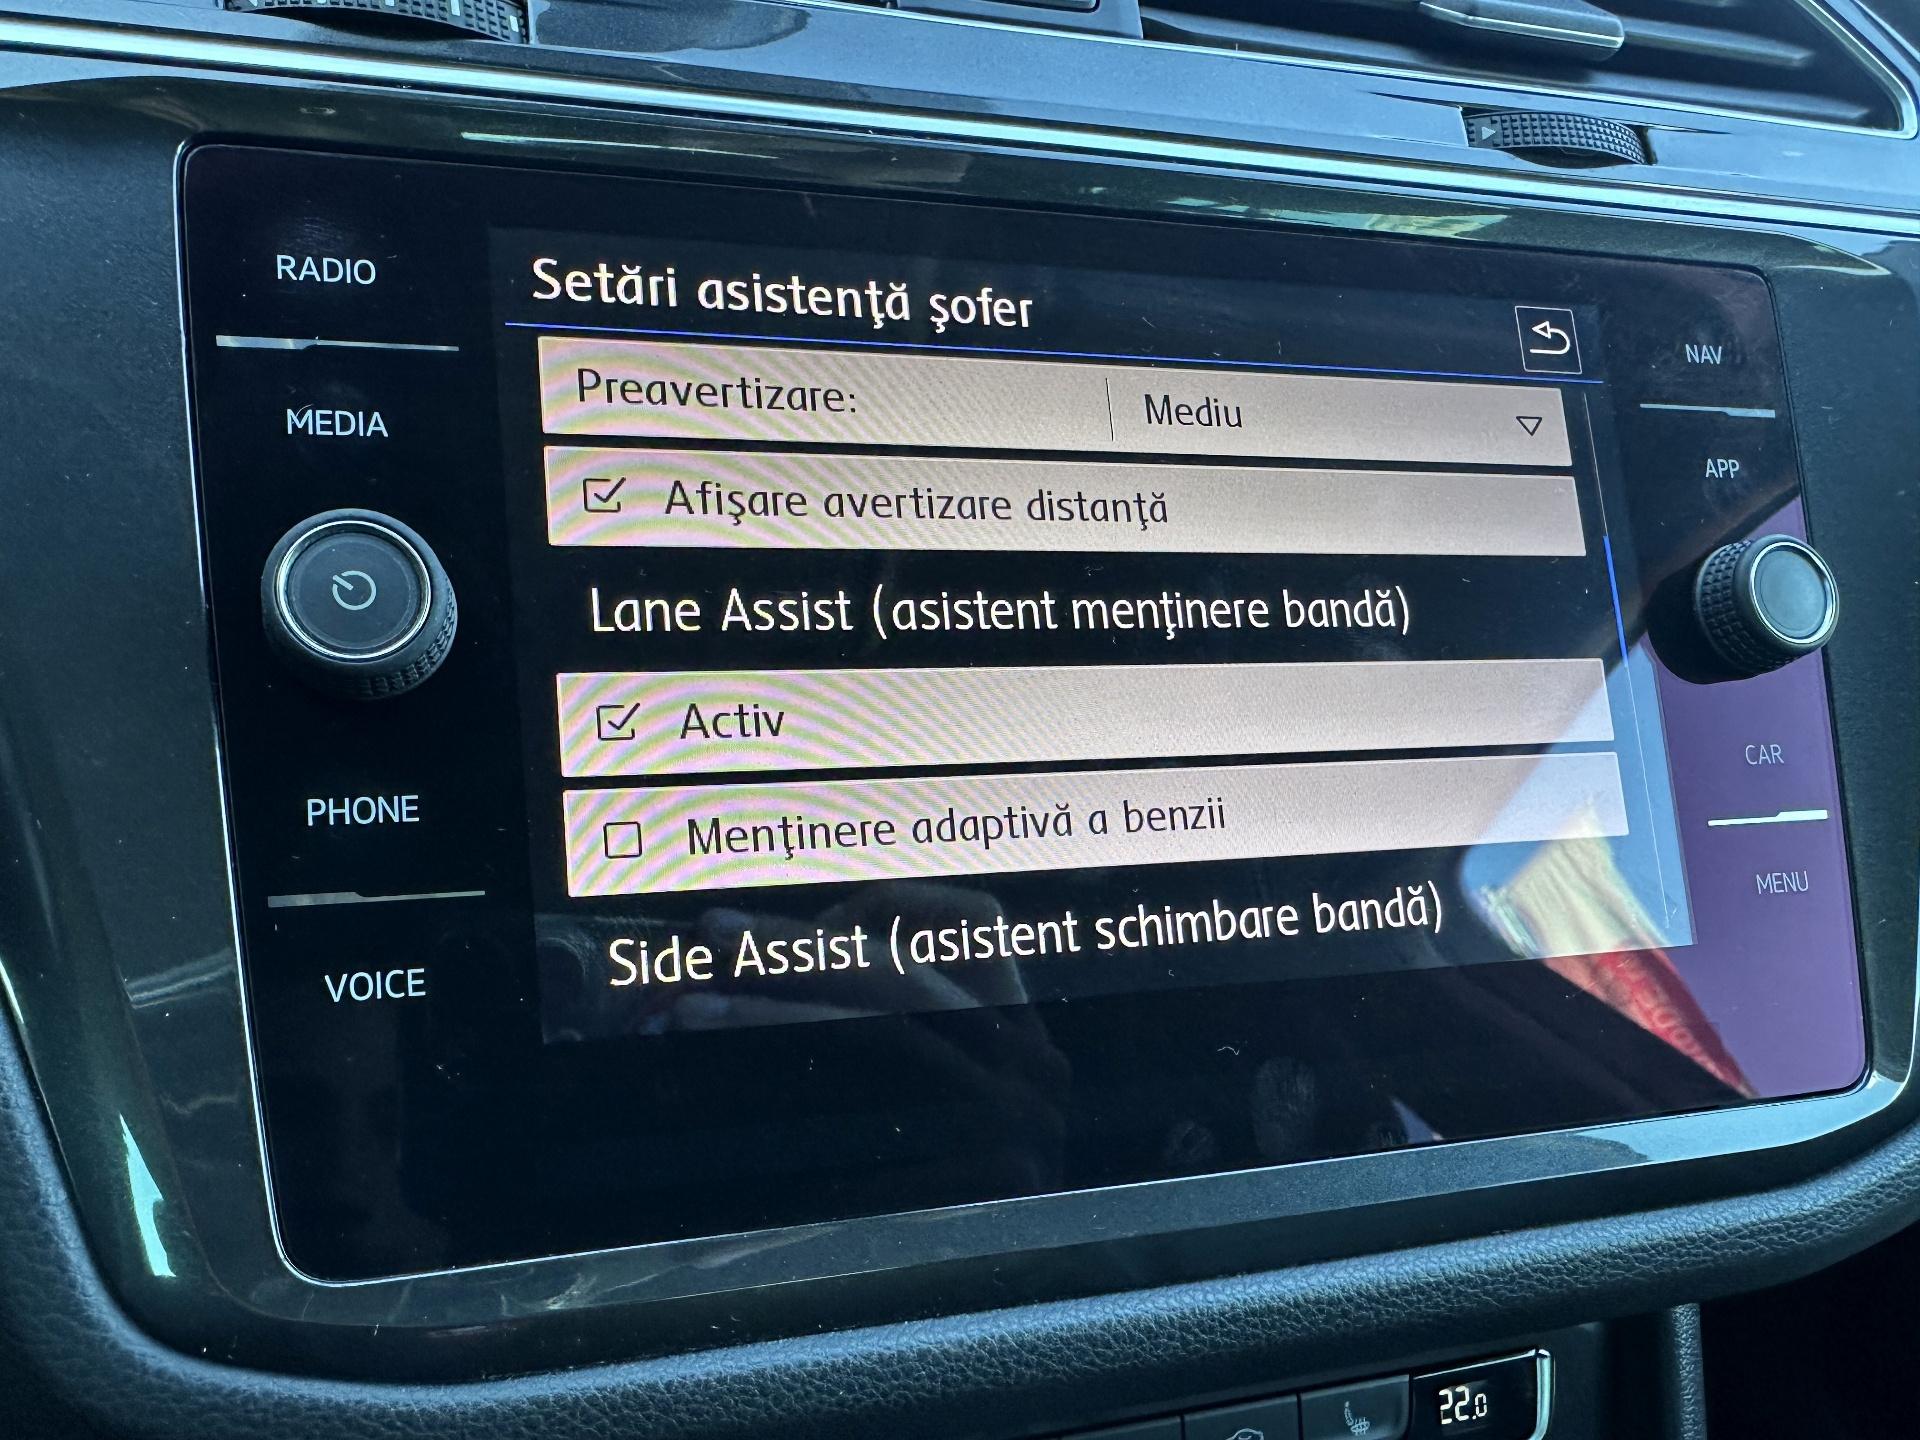 RADIO
MEDIA
PHONE
VOICE
Setări asistenţă şofer
Preavertizare: Mediu
Afişare avertizare distanţă
Lane Assist (asistent menţinere bandă)
Activ
Menţinere adaptivă a benzii
Side Assist (asistent schimbare bandă)
NAV
APP
CAR
MENU
22.0